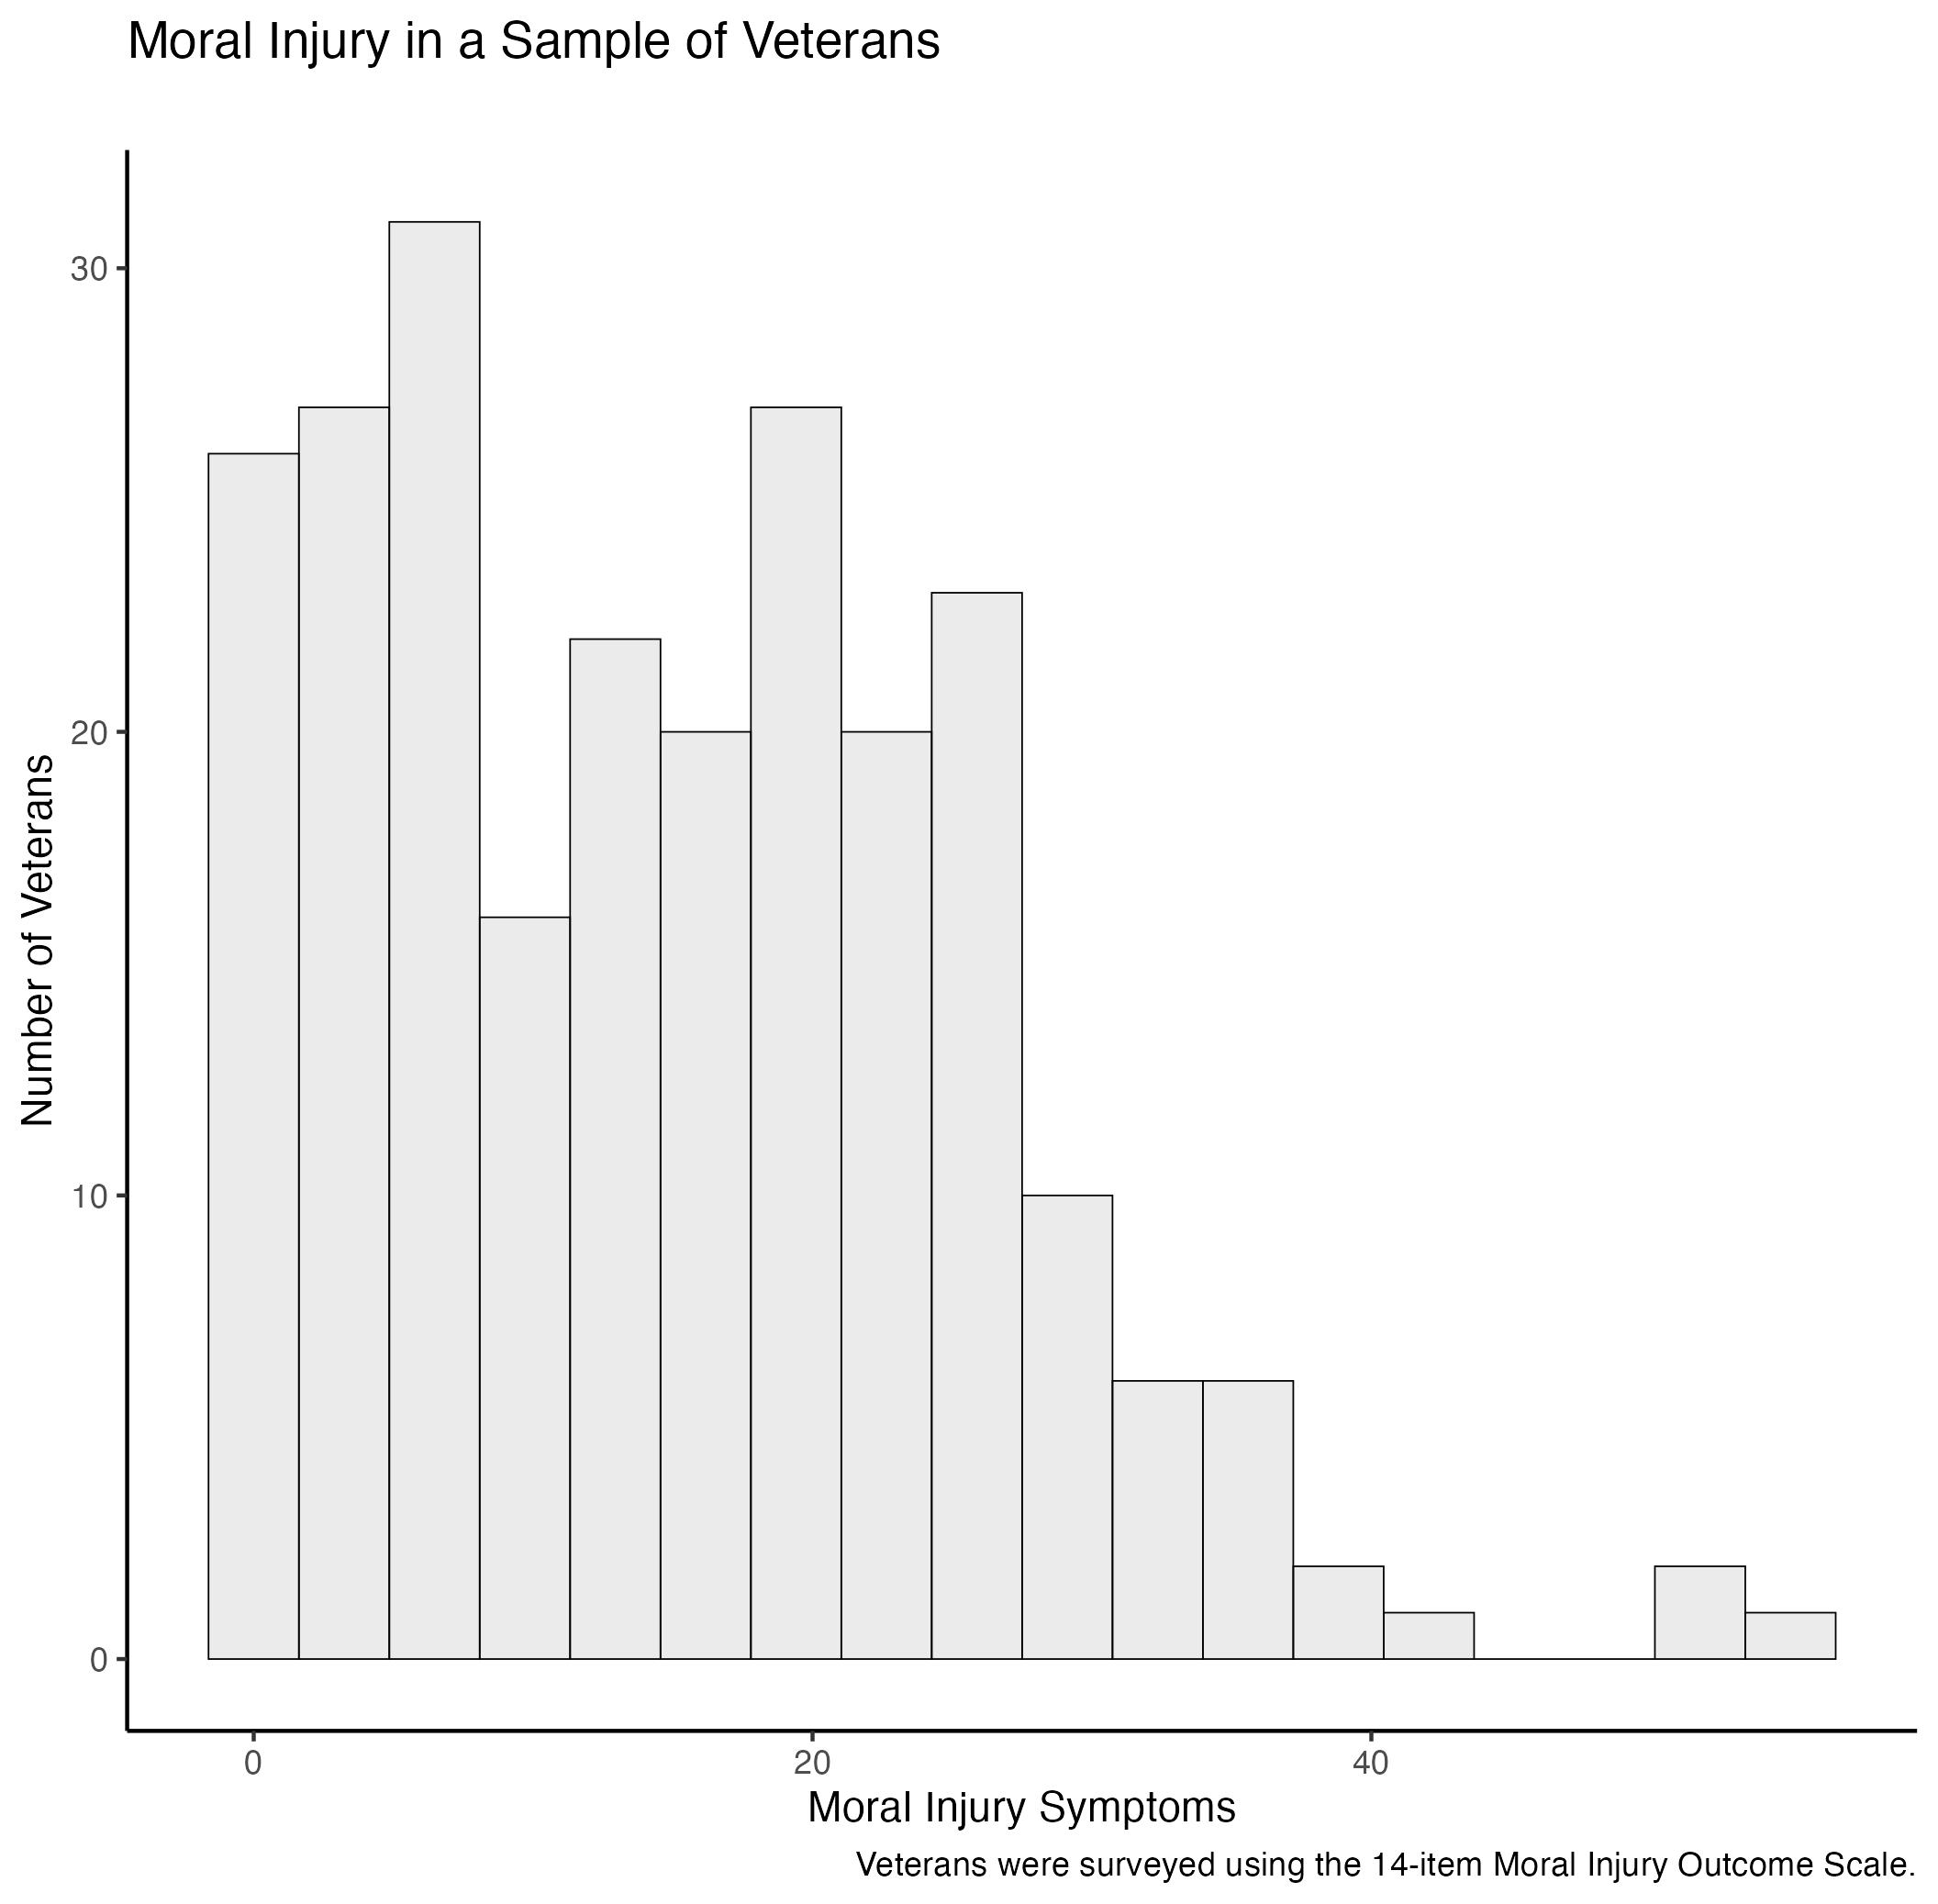 Moral Injury in a Sample of Veterans
30
20
10
0
Number of Veterans
0 20 40
Moral Injury Symptoms
Veterans were surveyed using the 14-item Moral Injury Outcome Scale.